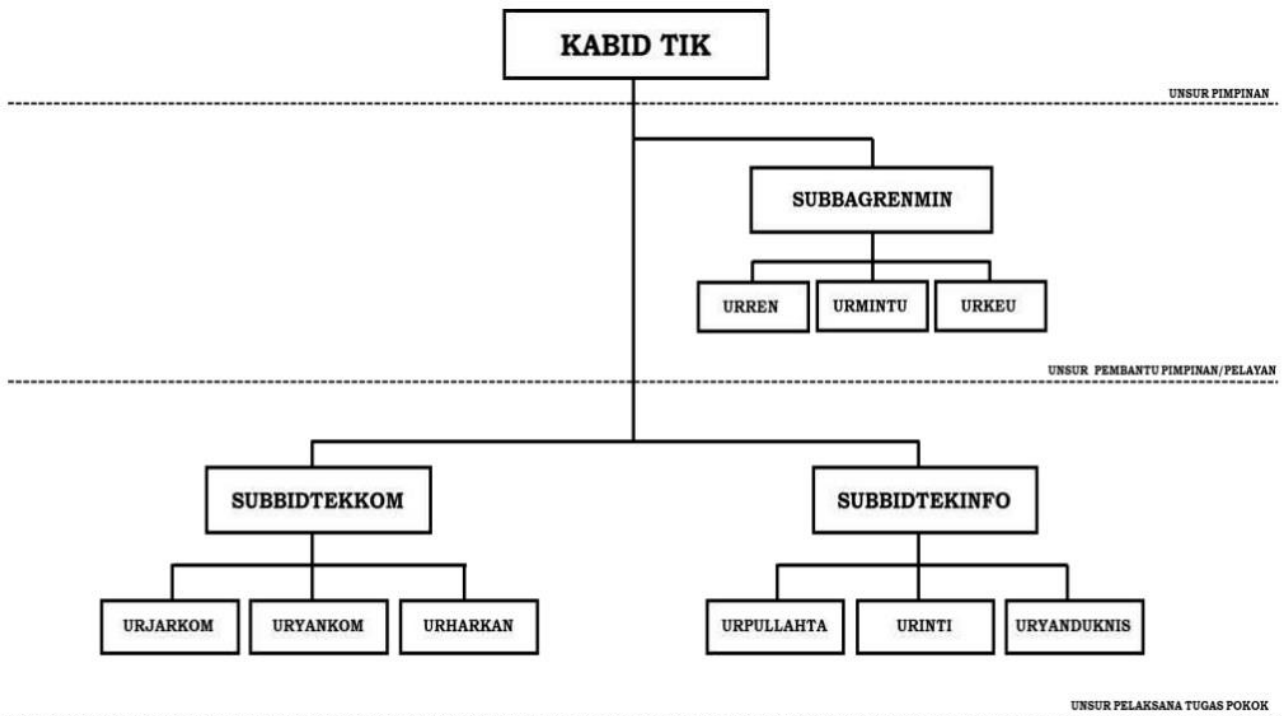 KABID TIK
UNSUR PIMPINAN
SUBBAGRENMIN
URREN
URMINTU
URKEU
UNSUR PEMBANTU PIMPINAN/PELAYAN
SUBBIDTEKKOM
SUBBIDTEKINFO
URJARKOM
URYANKOM
URHARKAN
URPULLAHTA
URINTI
URYANDUKNIS
UNSUR PELAKSANA TUGAS POKOK